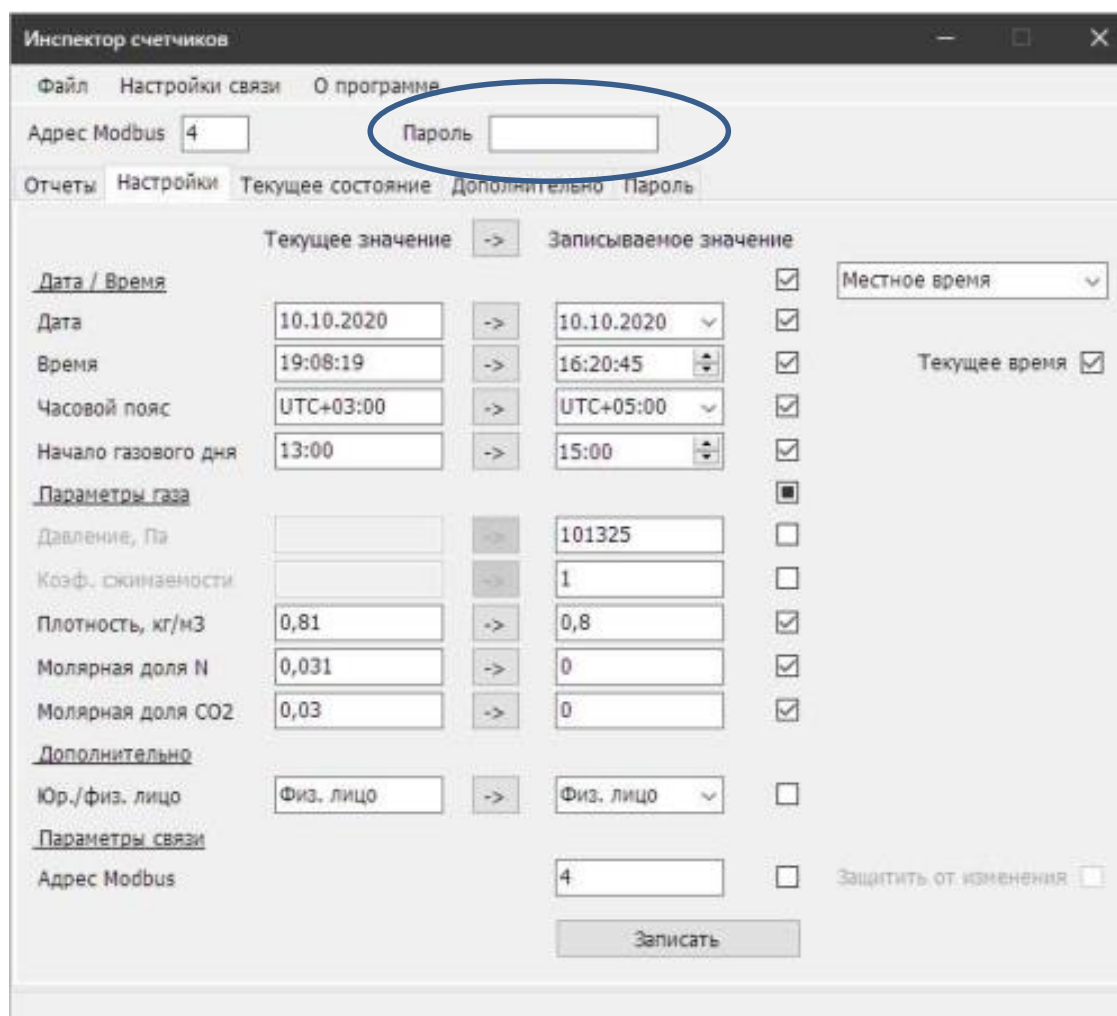 Инспектор счетчиков
Файл Настройки связи О программе
Адрес Modbus 4 Пароль
Отчеты Настройки Текущее состояние Дополнительно Пароль
Текущее значение -> Записываемое значение
Дата / Время Местное время
Дата 10.10.2020 -> 10.10.2020
Время 19:08:19 -> 16:20:45 Текущее время
Часовой пояс UTC+03:00 -> UTC+05:00
Начало газового дня 13:00 -> 15:00
Параметры газа
Давление, Па -> 101325
Коэф. сжимаемости -> 1
Плотность, кг/м3 0,81 -> 0,8
Молярная доля N 0,031 -> 0
Молярная доля CO2 0,03 -> 0
Дополнительно
Юр./физ. лицо Физ. лицо -> Физ. лицо
Параметры связи
Адрес Modbus 4 Защитить от изменения
Записать